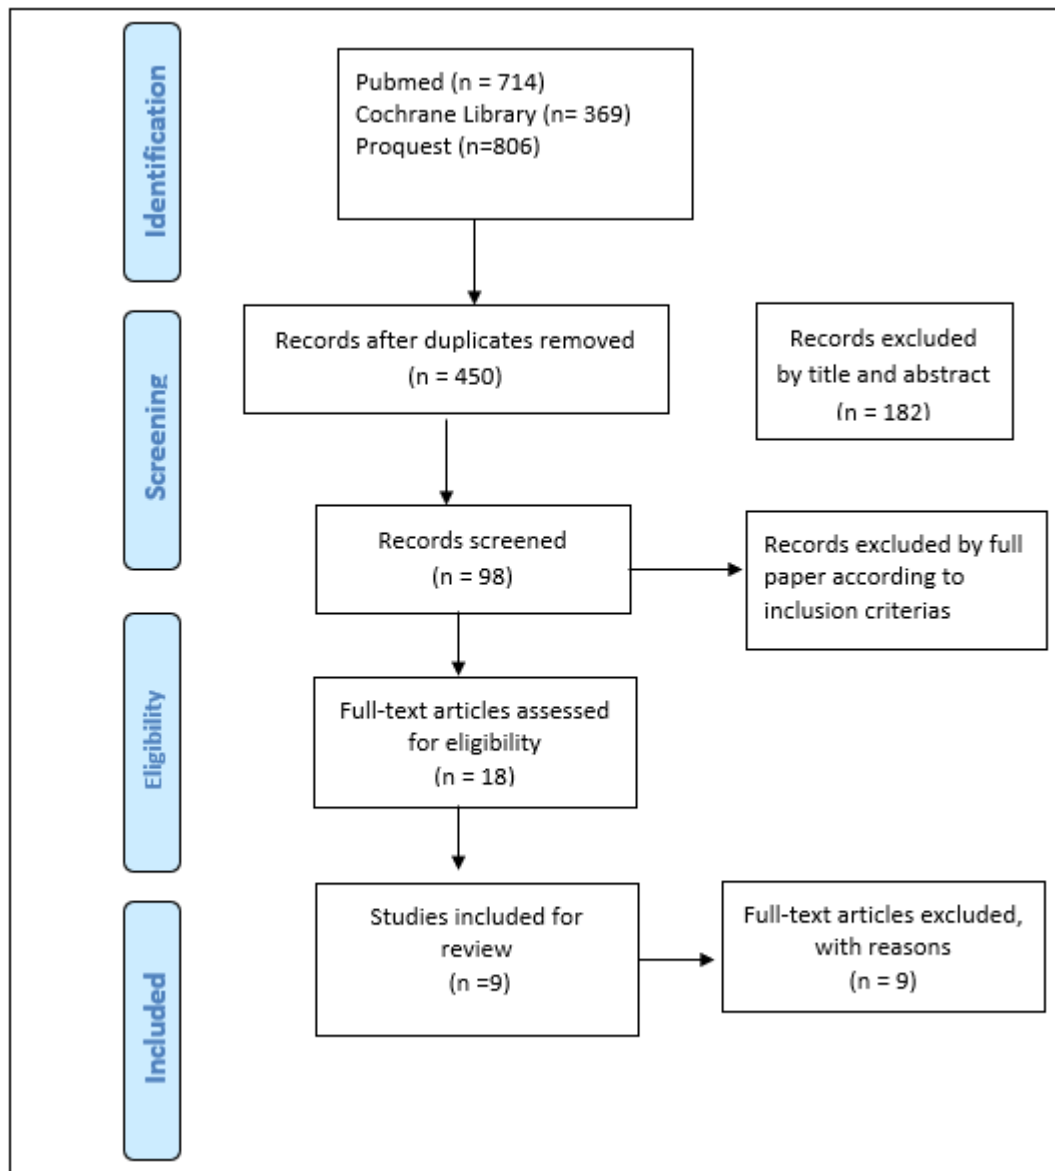 Identification
Pubmed (n = 714)
Cochrane Library (n= 369)
Proquest (n=806)
Screening
Records after duplicates removed
(n = 450)
Records excluded
by title and abstract
(n = 182)
Records screened
(n = 98)
Records excluded by full
paper according to
inclusion criterias
Eligibility
Full-text articles assessed
for eligibility
(n = 18)
Included
Studies included for
review
(n =9)
Full-text articles excluded,
with reasons
(n = 9)